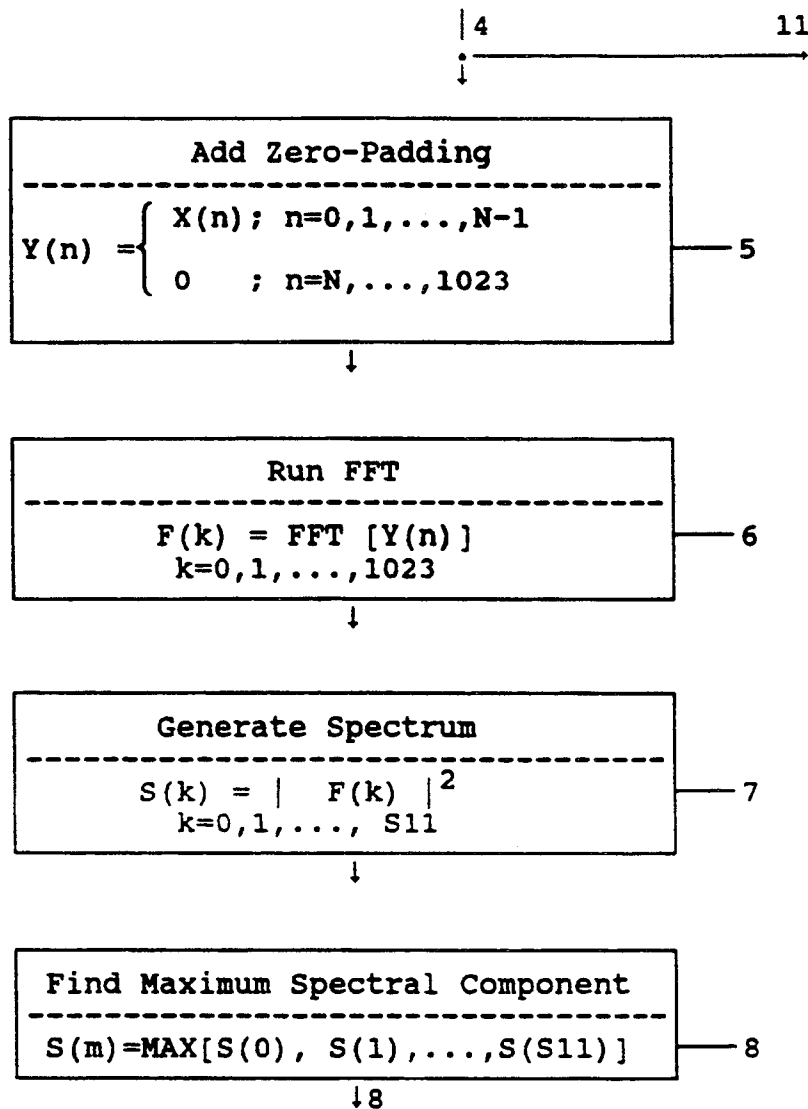 4 11
Add Zero-Padding
X(n); n=0,1,...,N-1
Y(n) =
0 ; n=N,...,1023
5
Run FFT
F(k) = FFT [Y(n)]
6
k=0,1,...,1023
Generate Spectrum
S(k) = | F(k) |²
7
k=0,1,..., S11
Find Maximum Spectral Component
S(m)=MAX[S(0), S(1),...,S(S11)]
8
8